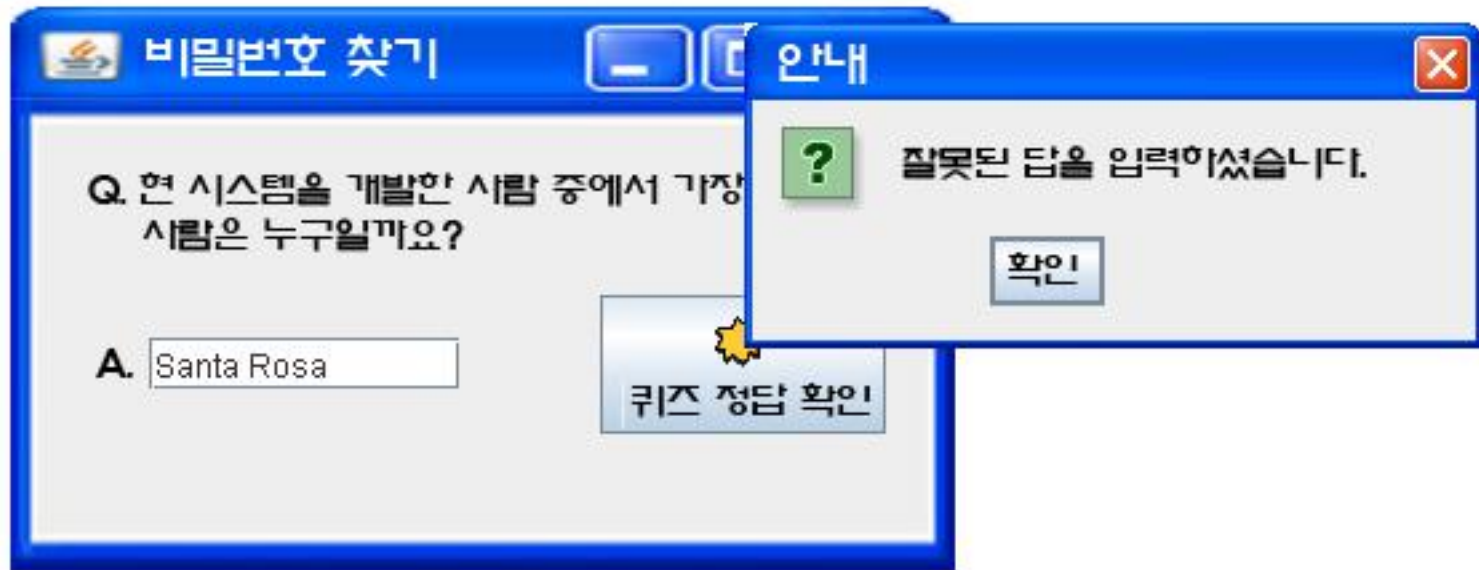 비밀번호 찾기
Q. 현 시스템을 개발한 사람 중에서 가장
사람은 누구일까요?
A. Santa Rosa
퀴즈 정답 확인
안내
잘못된 답을 입력하셨습니다.
확인